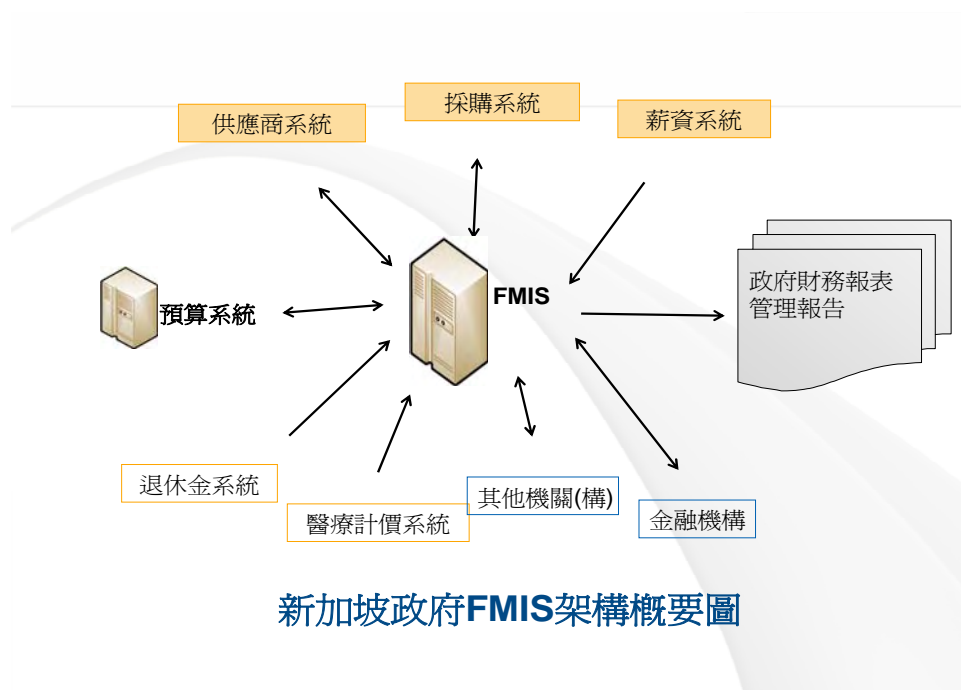 採購系統
供應商系統
薪資系統
政府財務報表
管理報告
FMIS
預算系統
退休金系統
醫療計價系統
其他機關(構)
金融機構
新加坡政府FMIS架構概要圖